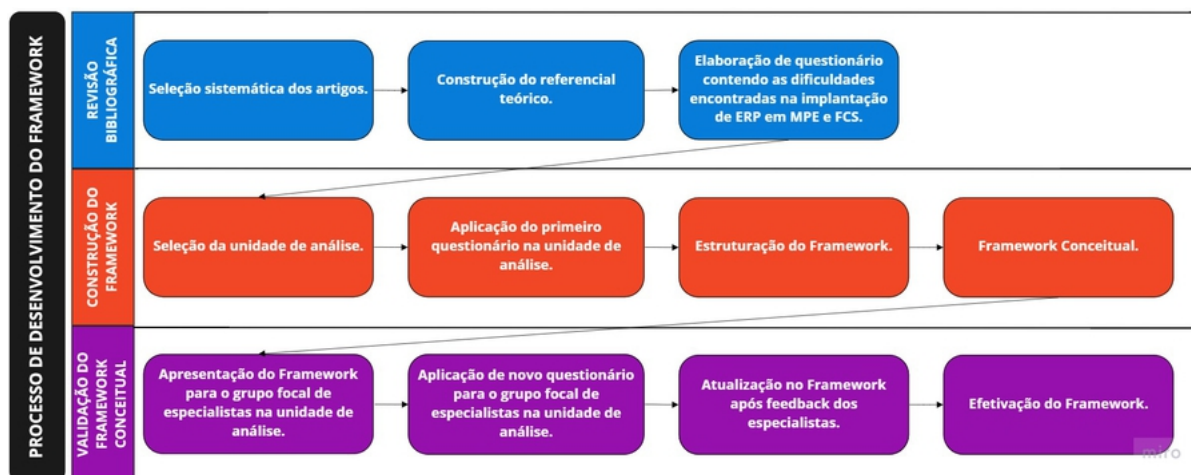 PROCESSO DE DESENVOLVIMENTO DO FRAMEWORK
REVISÃO
BIBLIOGRÁFICA
Seleção sistemática dos artigos.
Construção do referencial
teórico.
Elaboração de questionário
contendo as dificuldades
encontradas na implantação
de ERP em MPE e FCS.
CONSTRUÇÃO DO
FRAMEWORK
Seleção da unidade de análise.
Aplicação do primeiro
questionário na unidade de
análise.
Estruturação do Framework.
Framework Conceitual.
VALIDAÇÃO DO
FRAMEWORK
CONCEITUAL
Apresentação do Framework
para o grupo focal de
especialistas na unidade de
análise.
Aplicação de novo questionário
para o grupo focal de
especialistas na unidade de
análise.
Atualização no Framework
após feedback dos
especialistas.
Efetivação do Framework.
miro